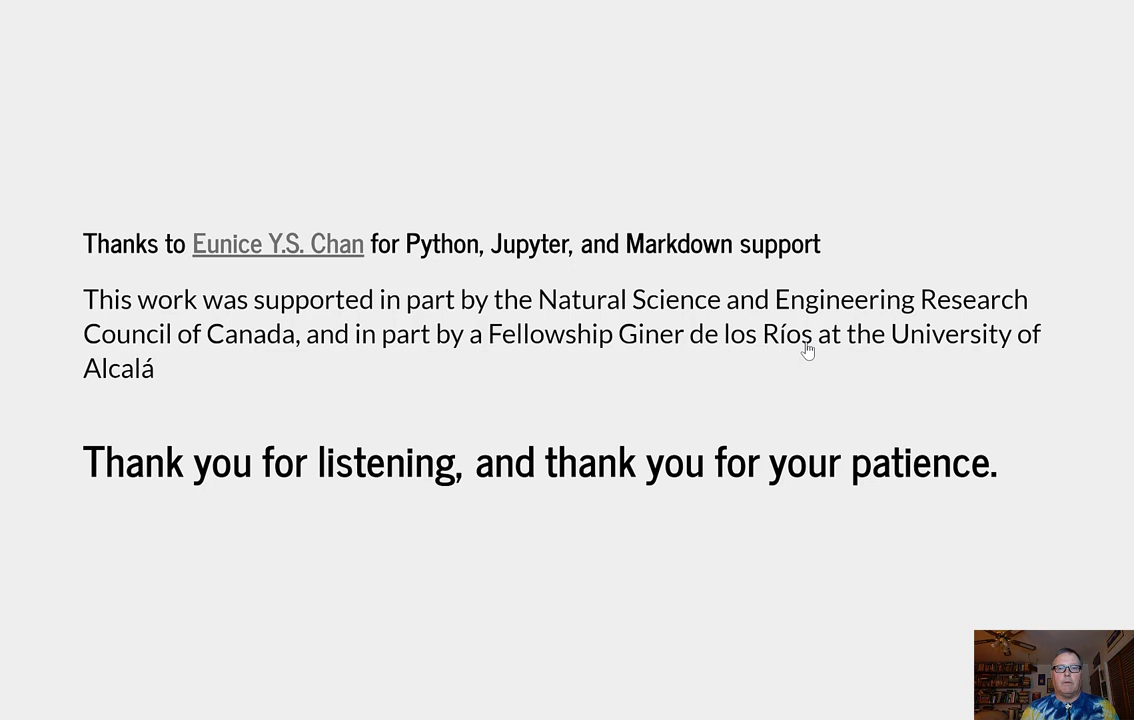 Thanks to Eunice Y.S. Chan for Python, Jupyter, and Markdown support
This work was supported in part by the Natural Science and Engineering Research
Council of Canada, and in part by a Fellowship Giner de los Ríos at the University of
Alcalá
Thank you for listening, and thank you for your patience.